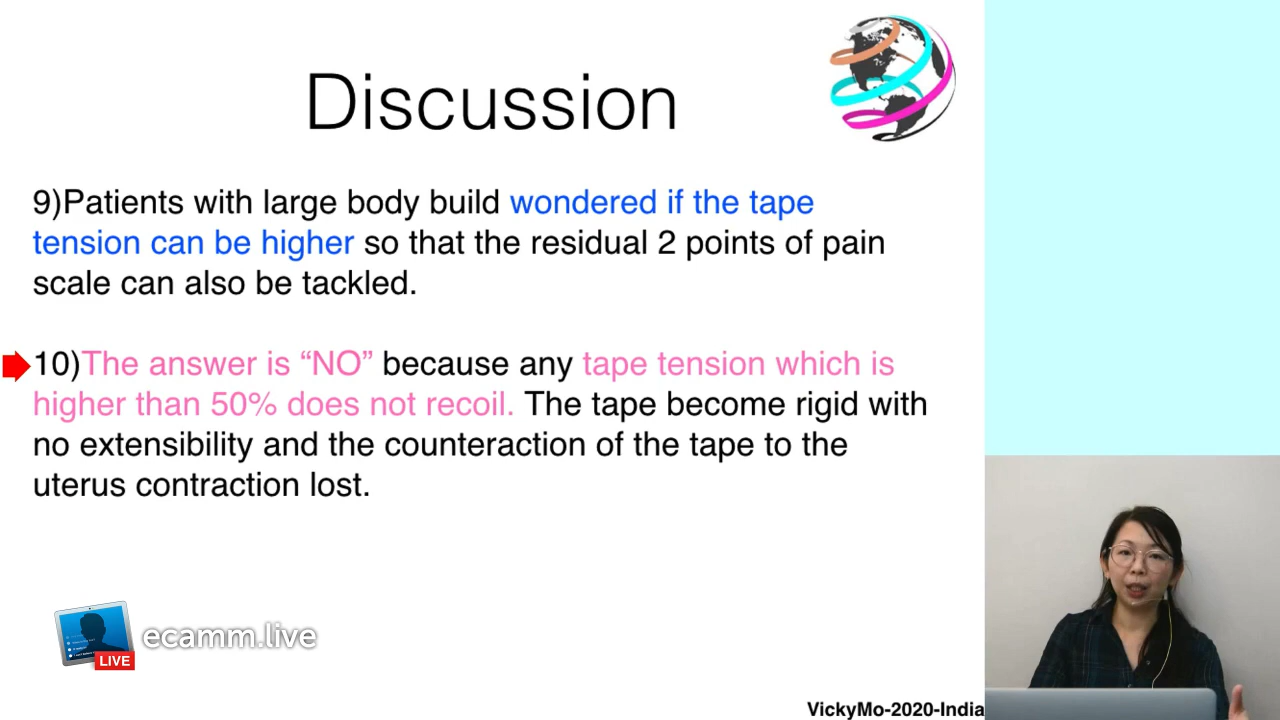 Discussion
9)Patients with large body build wondered if the tape
tension can be higher so that the residual 2 points of pain
scale can also be tackled.
10)The answer is “NO” because any tape tension which is
higher than 50% does not recoil. The tape become rigid with
no extensibility and the counteraction of the tape to the
uterus contraction lost.
ecamm.live
LIVE
VickyMo-2020-India